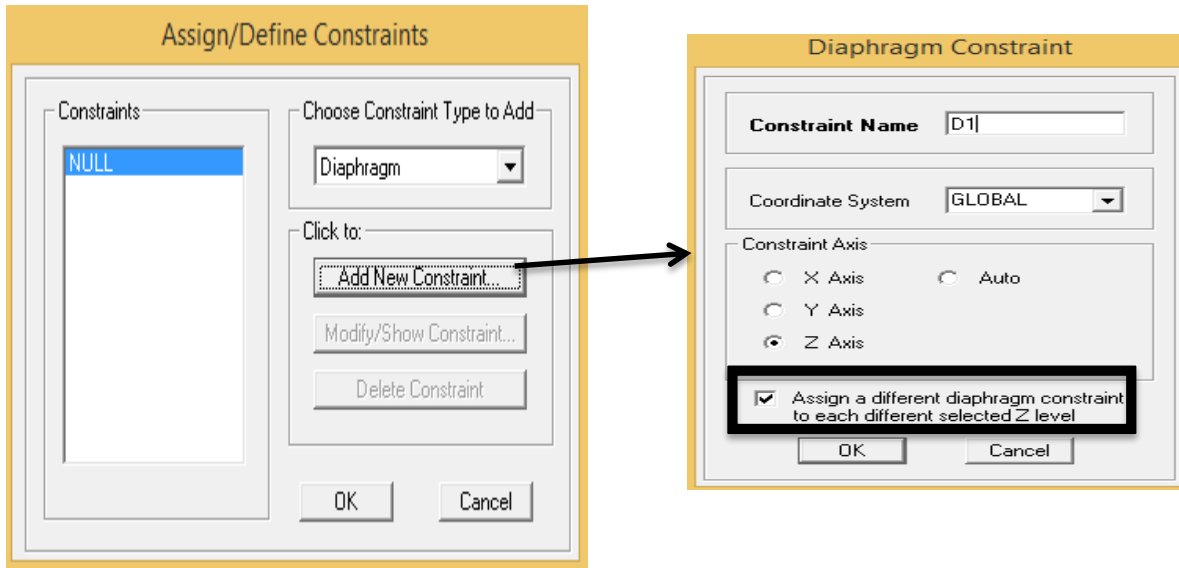 Assign/Define Constraints
Constraints
NULL
Choose Constraint Type to Add
Diaphragm
Click to:
Add New Constraint...
Modify/Show Constraint...
Delete Constraint
OK
Cancel
Diaphragm Constraint
Constraint Name
D1
Coordinate System
GLOBAL
Constraint Axis
X Axis
Auto
Y Axis
Z Axis
Assign a different diaphragm constraint
to each different selected Z level
OK
Cancel